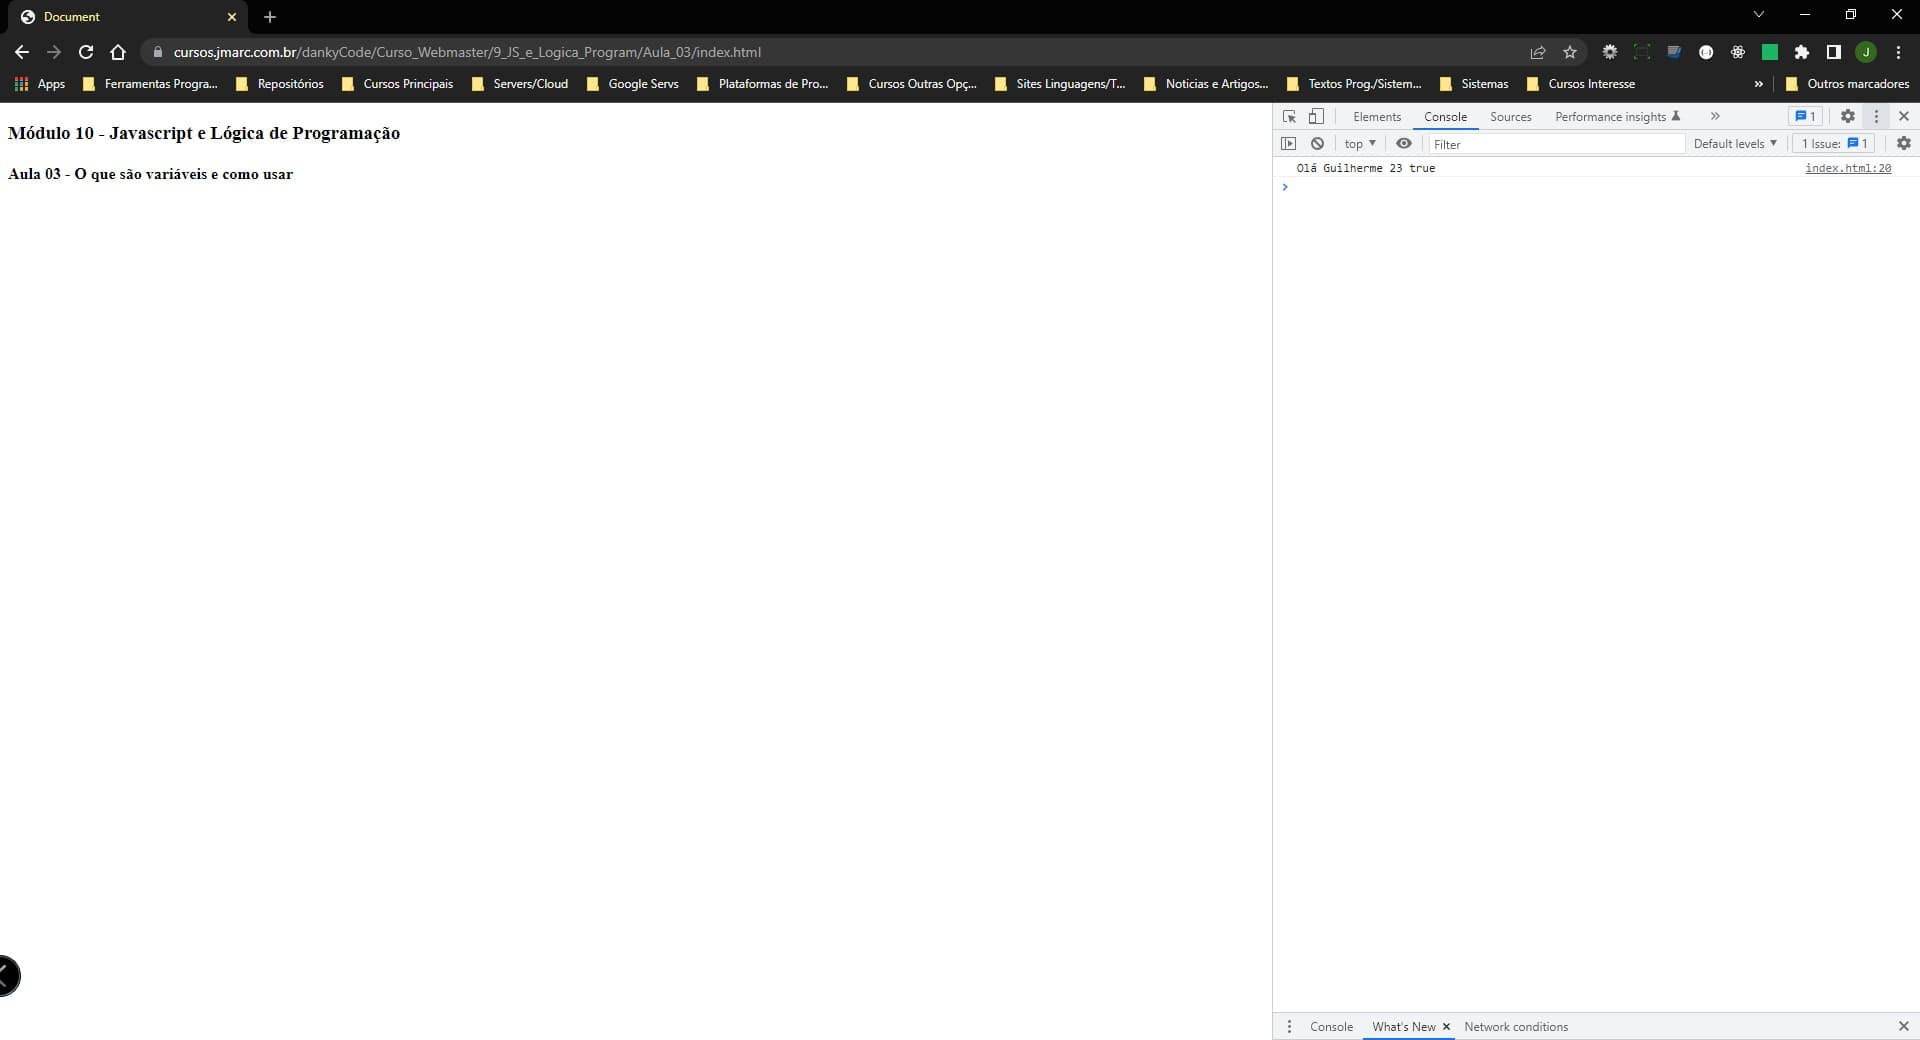 Document
cursos.jmarc.com.br/dankyCode/Curso_Webmaster/9_JS_e_Logica_Program/Aula_03/index.html
J
Apps Ferramentas Progra... Repositórios Cursos Principais Servers/Cloud Google Servs Plataformas de Pro... Cursos Outras Opç... Sites Linguagens/T... Noticias e Artigos... Textos Prog./Sistem... Sistemas Cursos Interesse » Outros marcadores
Módulo 10 - Javascript e Lógica de Programação
Aula 03 - O que são variáveis e como usar
Elements Console Sources Performance insights » 1
top Filter Default levels 1 Issue: 1
Olá Guilherme 23 true index.html:20
Console What's New Network conditions